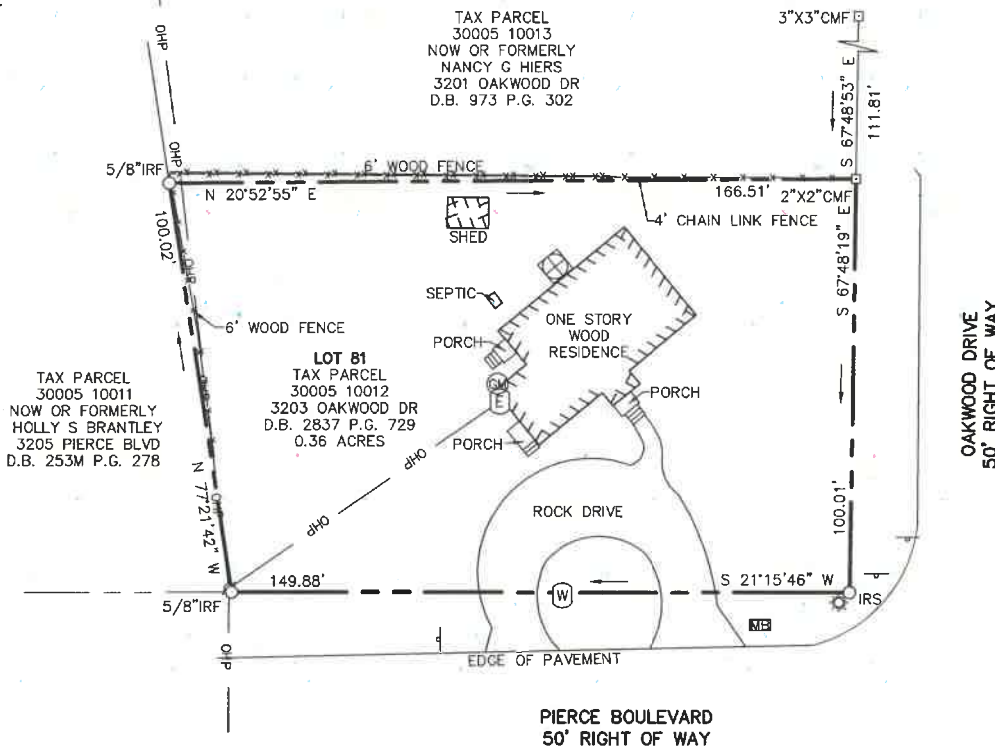 TAX PARCEL
30005 10013
NOW OR FORMERLY
NANCY G HIERS
3201 OAKWOOD DR
D.B. 973 P.G. 302
3"X3"CMF
S 67°48'53" E
111.81'
OHP
OHP
5/8"IRF
6' WOOD FENCE
N 20°52'55" E
166.51'
2"X2"CMF
4' CHAIN LINK FENCE
SHED
100.02'
OHP
S 67°48'19" E
SEPTIC
6' WOOD FENCE
PORCH
ONE STORY
WOOD
RESIDENCE
OAKWOOD DRIVE
50' RIGHT OF WAY
LOT 81
TAX PARCEL
30005 10012
3203 OAKWOOD DR
D.B. 2837 P.G. 729
0.36 ACRES
GM
E
PORCH
PORCH
TAX PARCEL
30005 10011
NOW OR FORMERLY
HOLLY S BRANTLEY
3205 PIERCE BLVD
D.B. 253M P.G. 278
OHP
OHP
N 77°21'42" W
OHP
OHP
ROCK DRIVE
100.01'
149.88'
W
S 21°15'46" W
5/8"IRF
IRS
MB
OHP
EDGE OF PAVEMENT
PIERCE BOULEVARD
50' RIGHT OF WAY